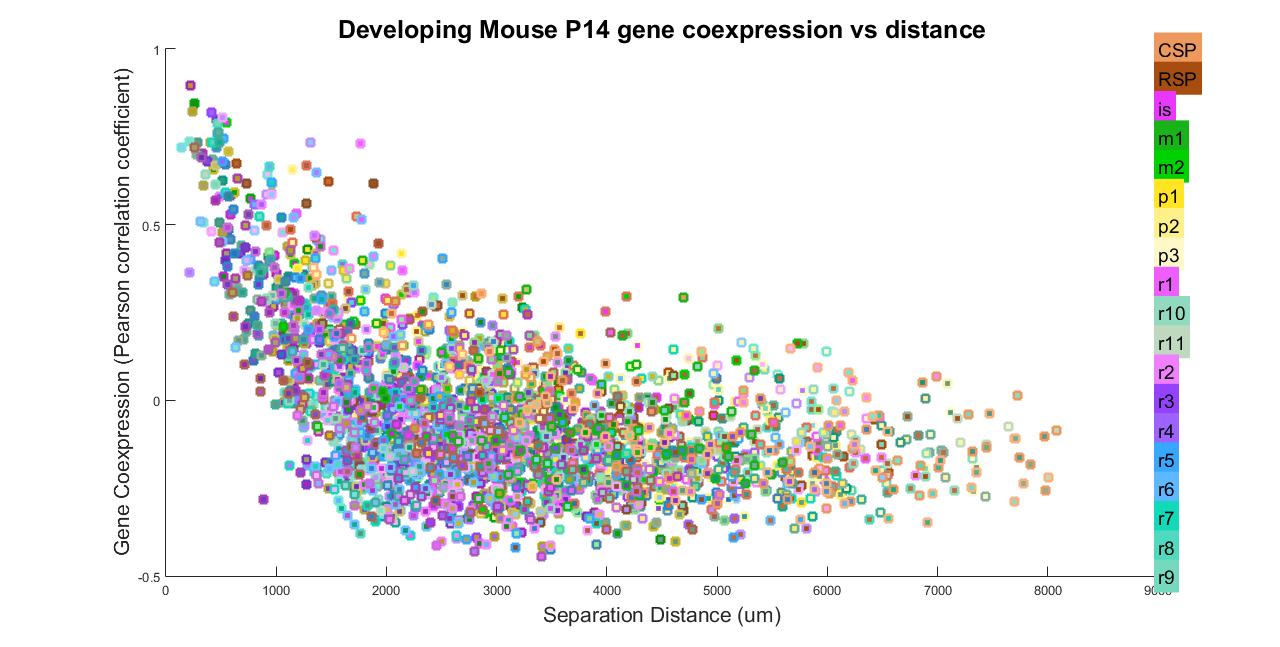 Developing Mouse P14 gene coexpression vs distance
Gene Coexpression (Pearson correlation coefficient)
1
0.5
0
-0.5
0 1000 2000 3000 4000 5000 6000 7000 8000
Separation Distance (um)
CSP
RSP
is
m1
m2
p1
p2
p3
r1
r10
r11
r2
r3
r4
r5
r6
r7
r8
r9